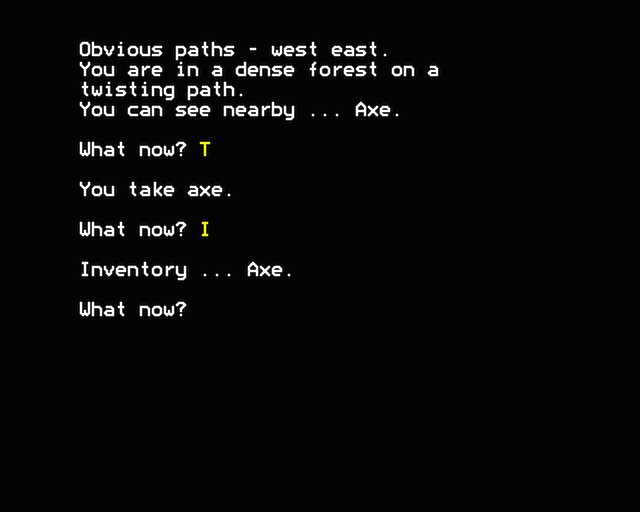 Obvious paths - west east.
You are in a dense forest on a
twisting path.
You can see nearby ... Axe.
What now? T
You take axe.
What now? I
Inventory ... Axe.
What now?